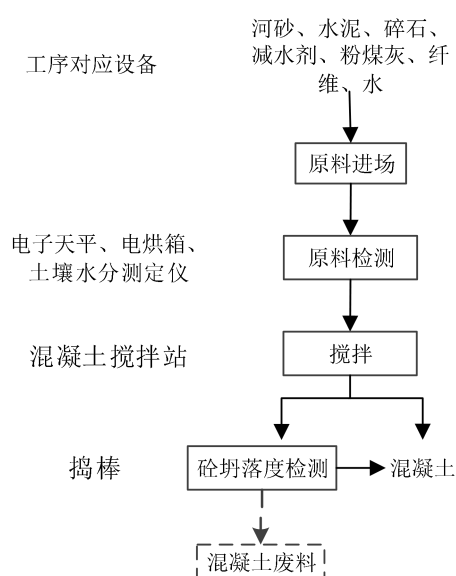 河砂、水泥、碎石、
减水剂、粉煤灰、纤
维、水
工序对应设备
原料进场
电子天平、电烘箱、
土壤水分测定仪
原料检测
混凝土搅拌站
搅拌
捣棒
砼坍落度检测
混凝土
混凝土废料